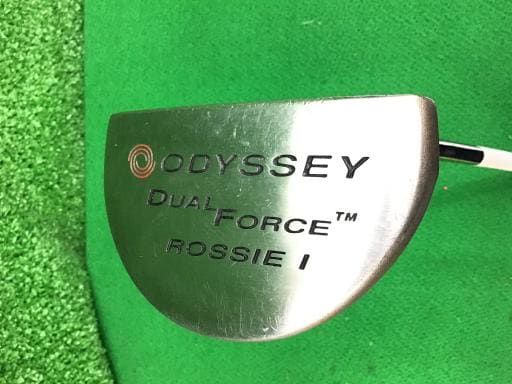 ODYSSEY
DUAL FORCE™
ROSSIE I